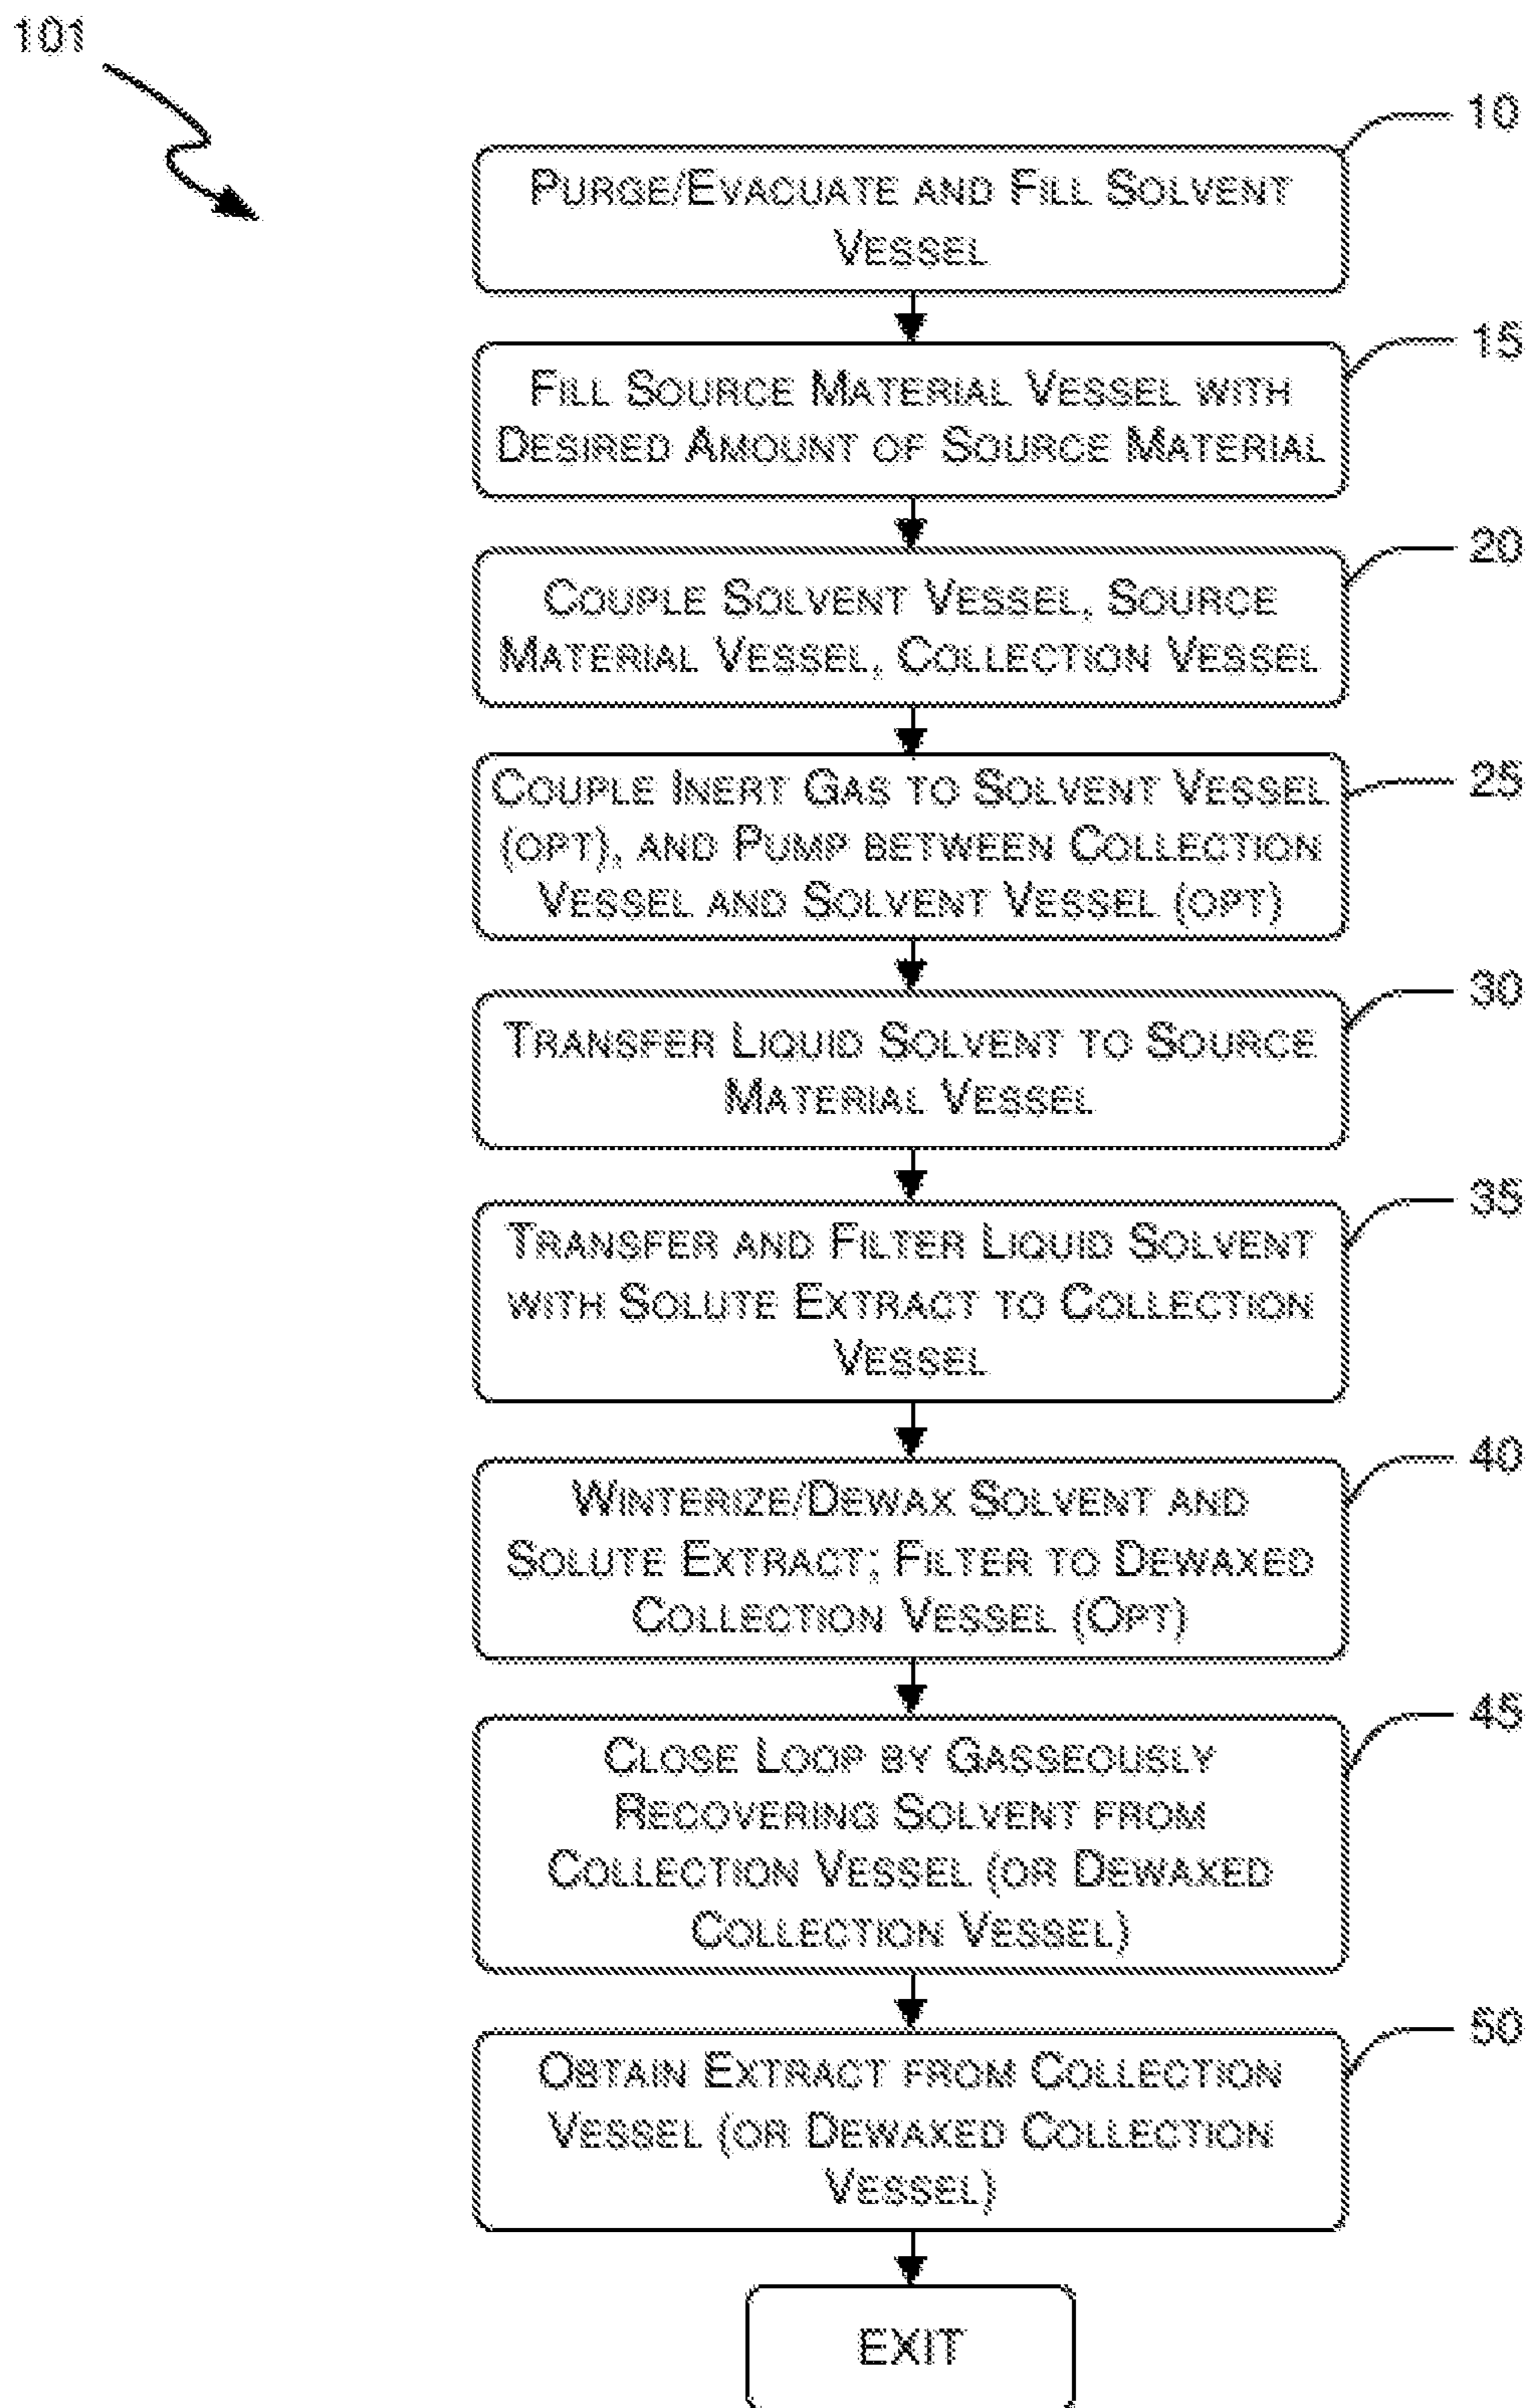 101
10
PURGE/EVACUATE AND FILL SOLVENT
VESSEL
15
FILL SOURCE MATERIAL VESSEL WITH
DESIRED AMOUNT OF SOURCE MATERIAL
20
COUPLE SOLVENT VESSEL, SOURCE
MATERIAL VESSEL, COLLECTION VESSEL
25
COUPLE INERT GAS TO SOLVENT VESSEL
(OPT), AND PUMP BETWEEN COLLECTION
VESSEL AND SOLVENT VESSEL (OPT)
30
TRANSFER LIQUID SOLVENT TO SOURCE
MATERIAL VESSEL
35
TRANSFER AND FILTER LIQUID SOLVENT
WITH SOLUTE EXTRACT TO COLLECTION
VESSEL
40
WINTERIZE/DEWAX SOLVENT AND
SOLUTE EXTRACT; FILTER TO DEWAXED
COLLECTION VESSEL (OPT)
45
CLOSE LOOP BY GASSEOUSLY
RECOVERING SOLVENT FROM
COLLECTION VESSEL (OR DEWAXED
COLLECTION VESSEL)
50
OBTAIN EXTRACT FROM COLLECTION
VESSEL (OR DEWAXED COLLECTION
VESSEL)
EXIT